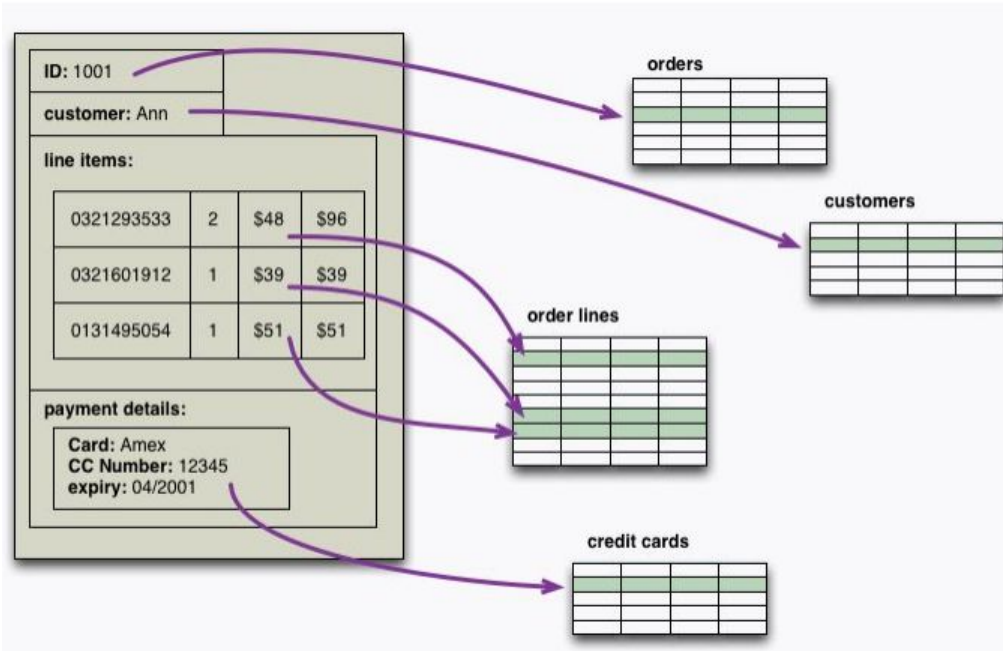 ID: 1001
customer: Ann
line items:
0321293533 2 $48 $96
0321601912 1 $39 $39
0131495054 1 $51 $51
payment details:
Card: Amex
CC Number: 12345
expiry: 04/2001
orders
customers
order lines
credit cards